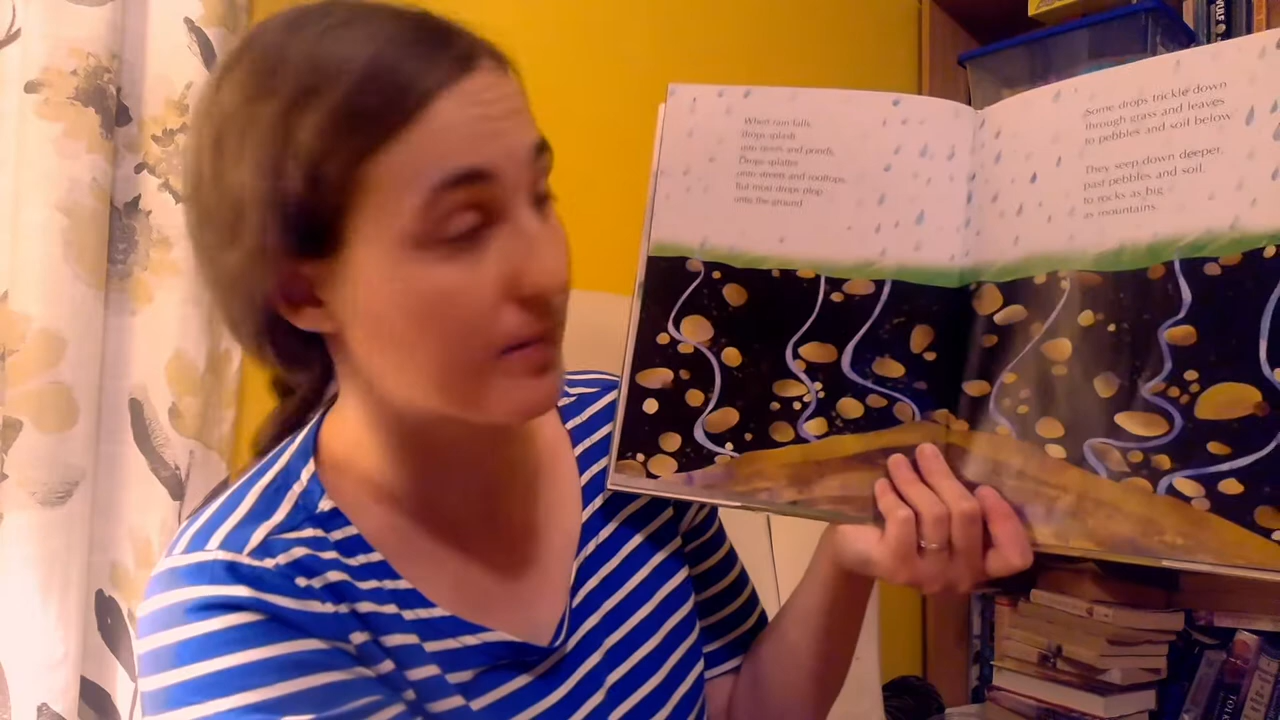 When rain falls,
drops splash
into rivers and ponds.
Drops splatter
onto streets and rooftops.
But most drops plop
onto the ground.
Some drops trickle down
through grass and leaves
to pebbles and soil below.
They seep down deeper,
past pebbles and soil,
to rocks as big
as mountains.